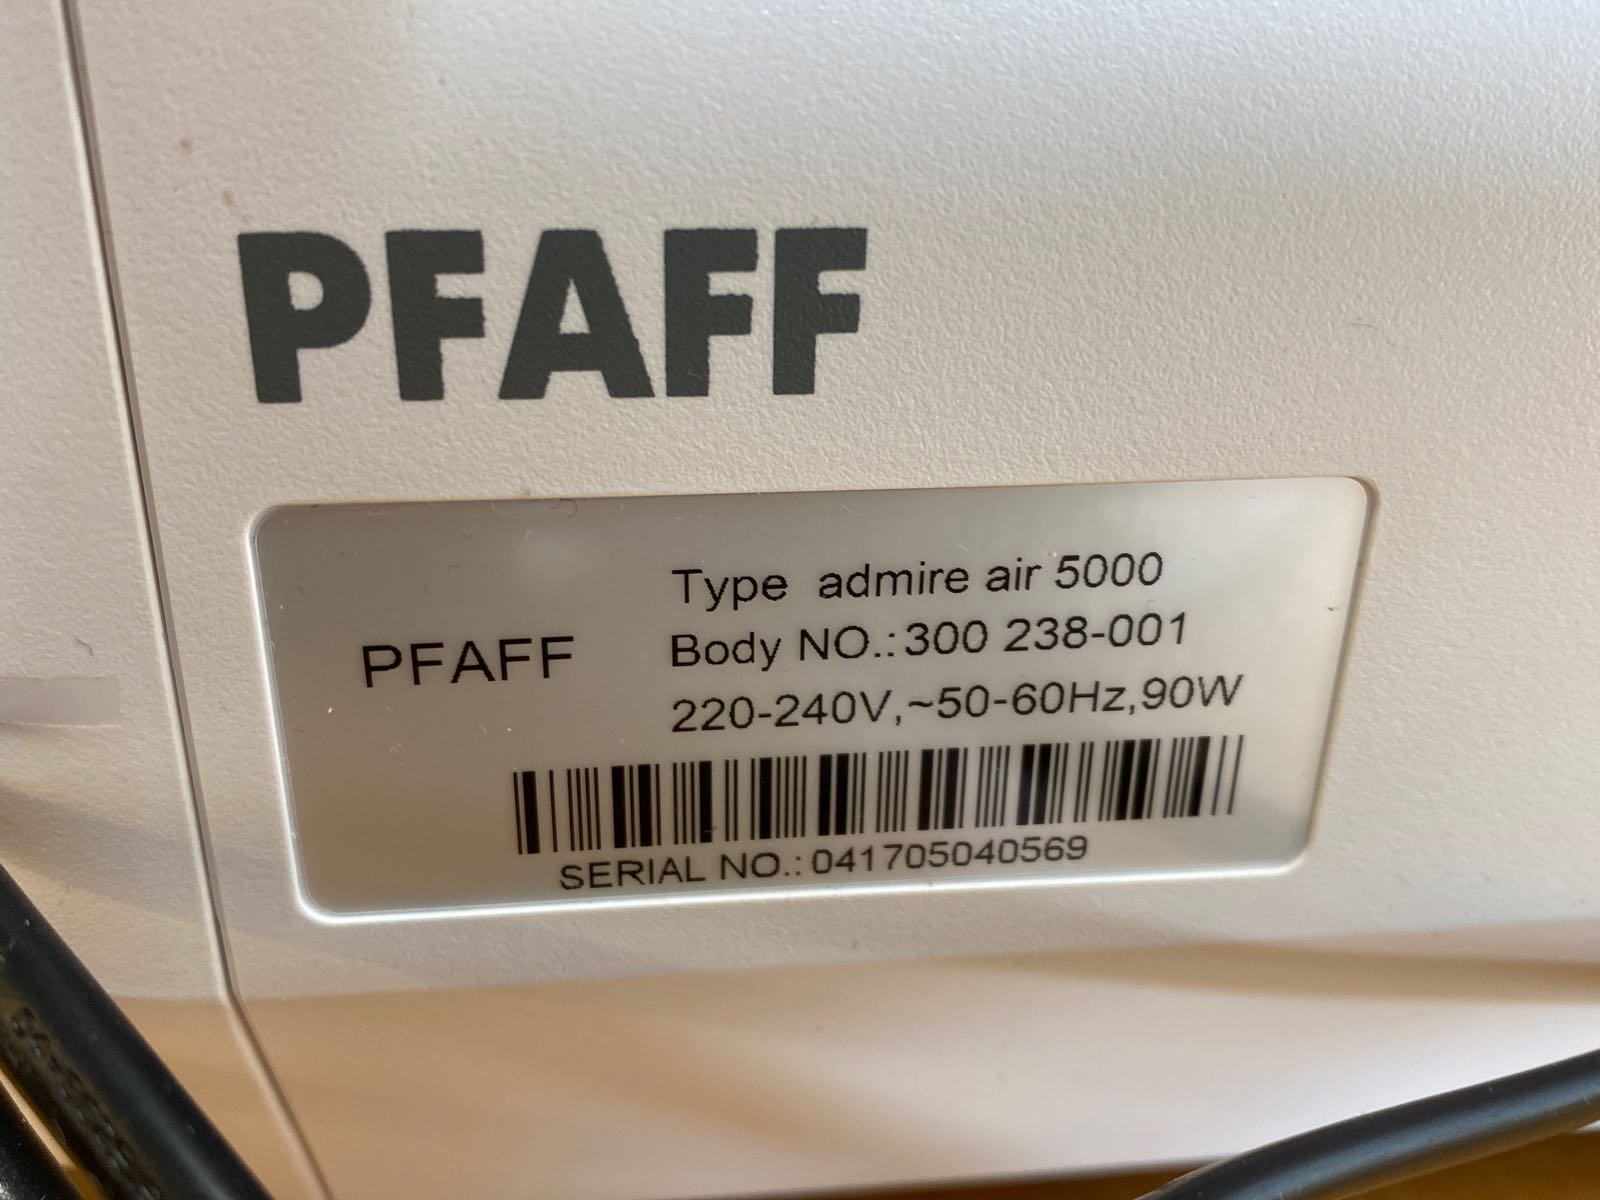 PFAFF
PFAFF
Type admire air 5000
Body NO.:300 238-001
220-240V,~50-60Hz,90W
SERIAL NO.:041705040569